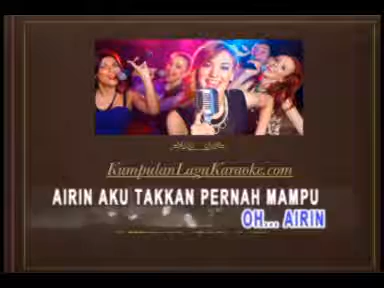 KumpulanLaguKaraoke.com
AIRIN AKU TAKKAN PERNAH MAMPU
OH... AIRIN